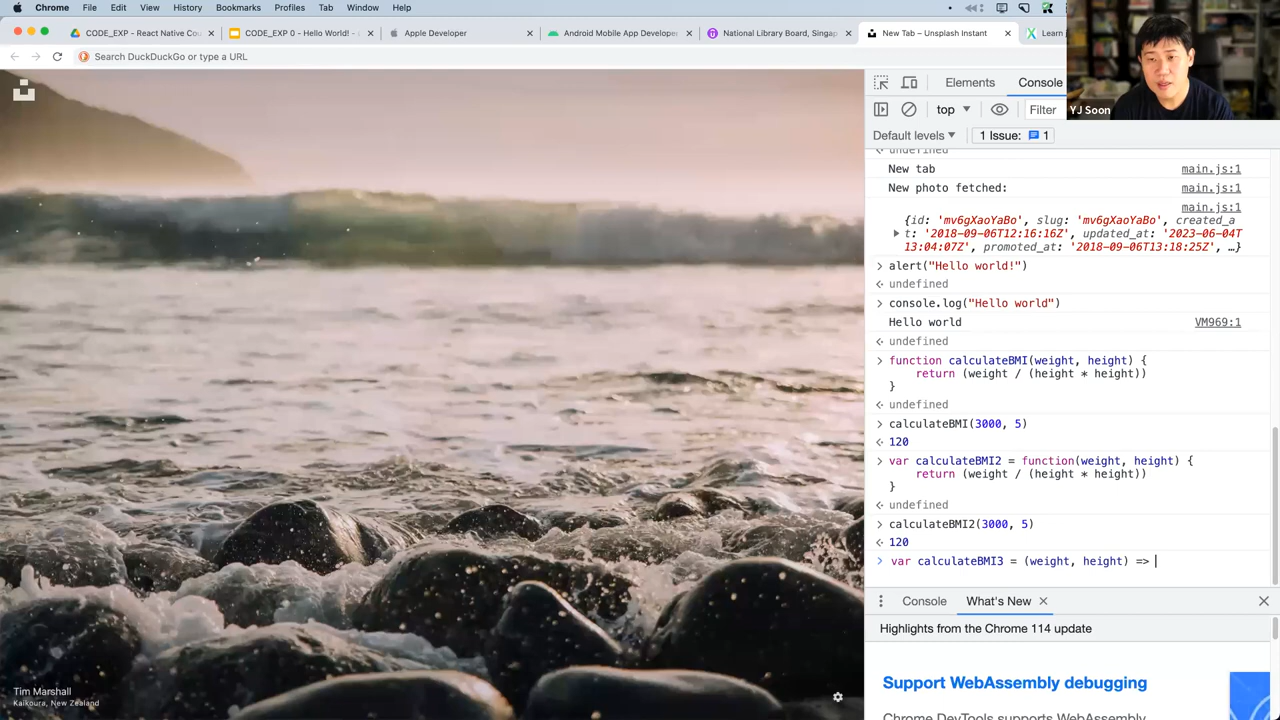 Chrome File Edit View History Bookmarks Profiles Tab Window Help
CODE_EXP - React Native Cou
CODE_EXP 0 - Hello World! -
Apple Developer
Android Mobile App Develope
National Library Board, Singap
New Tab – Unsplash Instant
Learn
Search DuckDuckGo or type a URL
Elements Console
top Filter
YJ Soon
Default levels 1 Issue: 1
undefined
New tab main.js:1
New photo fetched: main.js:1
main.js:1
{id: 'mv6gXaoYaBo', slug: 'mv6gXaoYaBo', created_a
t: '2018-09-06T12:16:16Z', updated_at: '2023-06-04T
13:04:07Z', promoted_at: '2018-09-06T13:18:25Z', …}
> alert("Hello world!")
undefined
> console.log("Hello world")
Hello world VM969:1
undefined
> function calculateBMI(weight, height) {
return (weight / (height * height))
}
undefined
> calculateBMI(3000, 5)
120
> var calculateBMI2 = function(weight, height) {
return (weight / (height * height))
}
undefined
> calculateBMI2(3000, 5)
120
> var calculateBMI3 = (weight, height) =>
Console What's New
Highlights from the Chrome 114 update
Support WebAssembly debugging
Chrome DevTools supports WebAssembly
Tim Marshall
Kaikoura, New Zealand